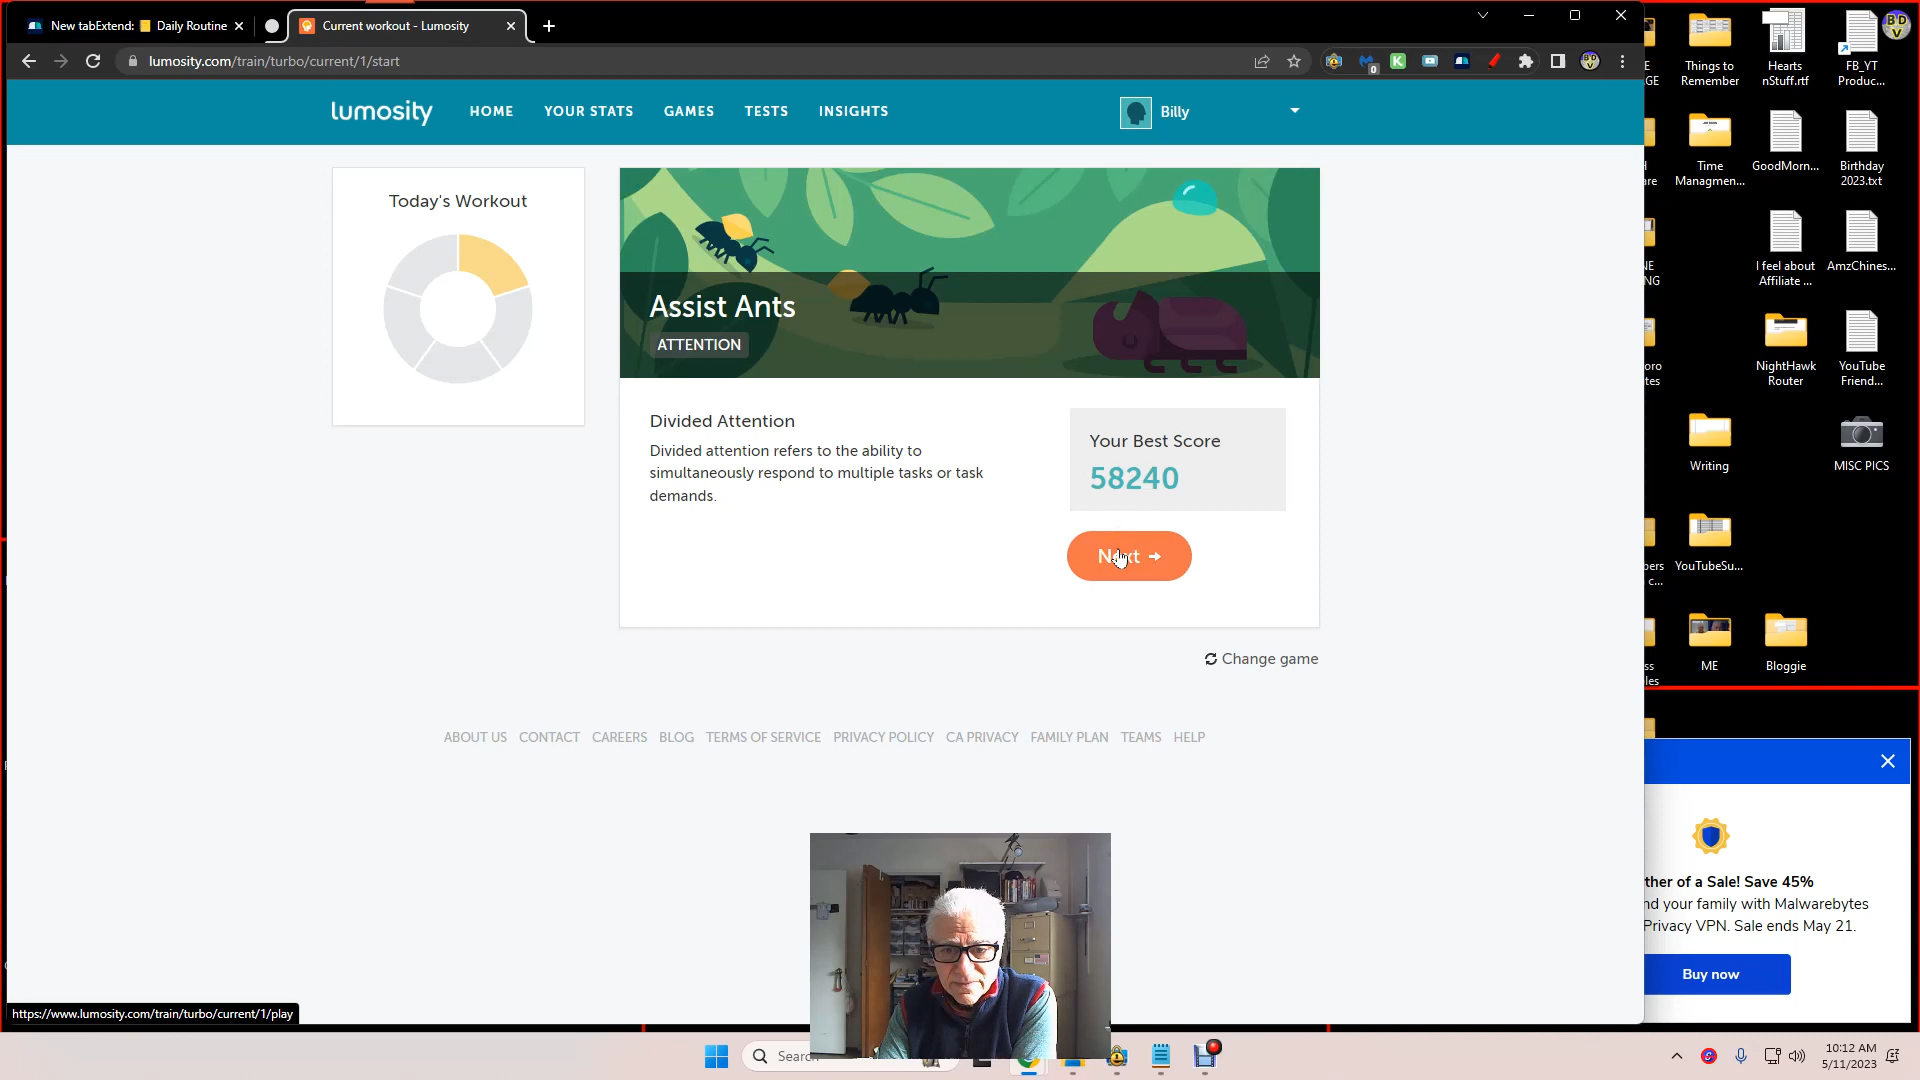 New tabExtend: Daily Routine
Current workout - Lumosity
lumosity.com/train/turbo/current/1/start
0
K
lumosity
HOME
YOUR STATS
GAMES
TESTS
INSIGHTS
Billy
Today's Workout
Assist Ants
ATTENTION
Divided Attention
Divided attention refers to the ability to
simultaneously respond to multiple tasks or task
demands.
Your Best Score
58240
Next
Change game
ABOUT US
CONTACT
CAREERS
BLOG
TERMS OF SERVICE
PRIVACY POLICY
CA PRIVACY
FAMILY PLAN
TEAMS
HELP
https://www.lumosity.com/train/turbo/current/1/play
Things to
Remember
Hearts
nStuff.rtf
FB_YT
Produc...
BD
V
Time
Managmen...
GoodMorn...
Birthday
2023.txt
I feel about
Affiliate ...
AmzChines...
NightHawk
Router
YouTube
Friend...
Writing
MISC PICS
YouTubeSu...
ME
Bloggie
ther of a Sale! Save 45%
nd your family with Malwarebytes
Privacy VPN. Sale ends May 21.
Buy now
Search
10:12 AM
5/11/2023